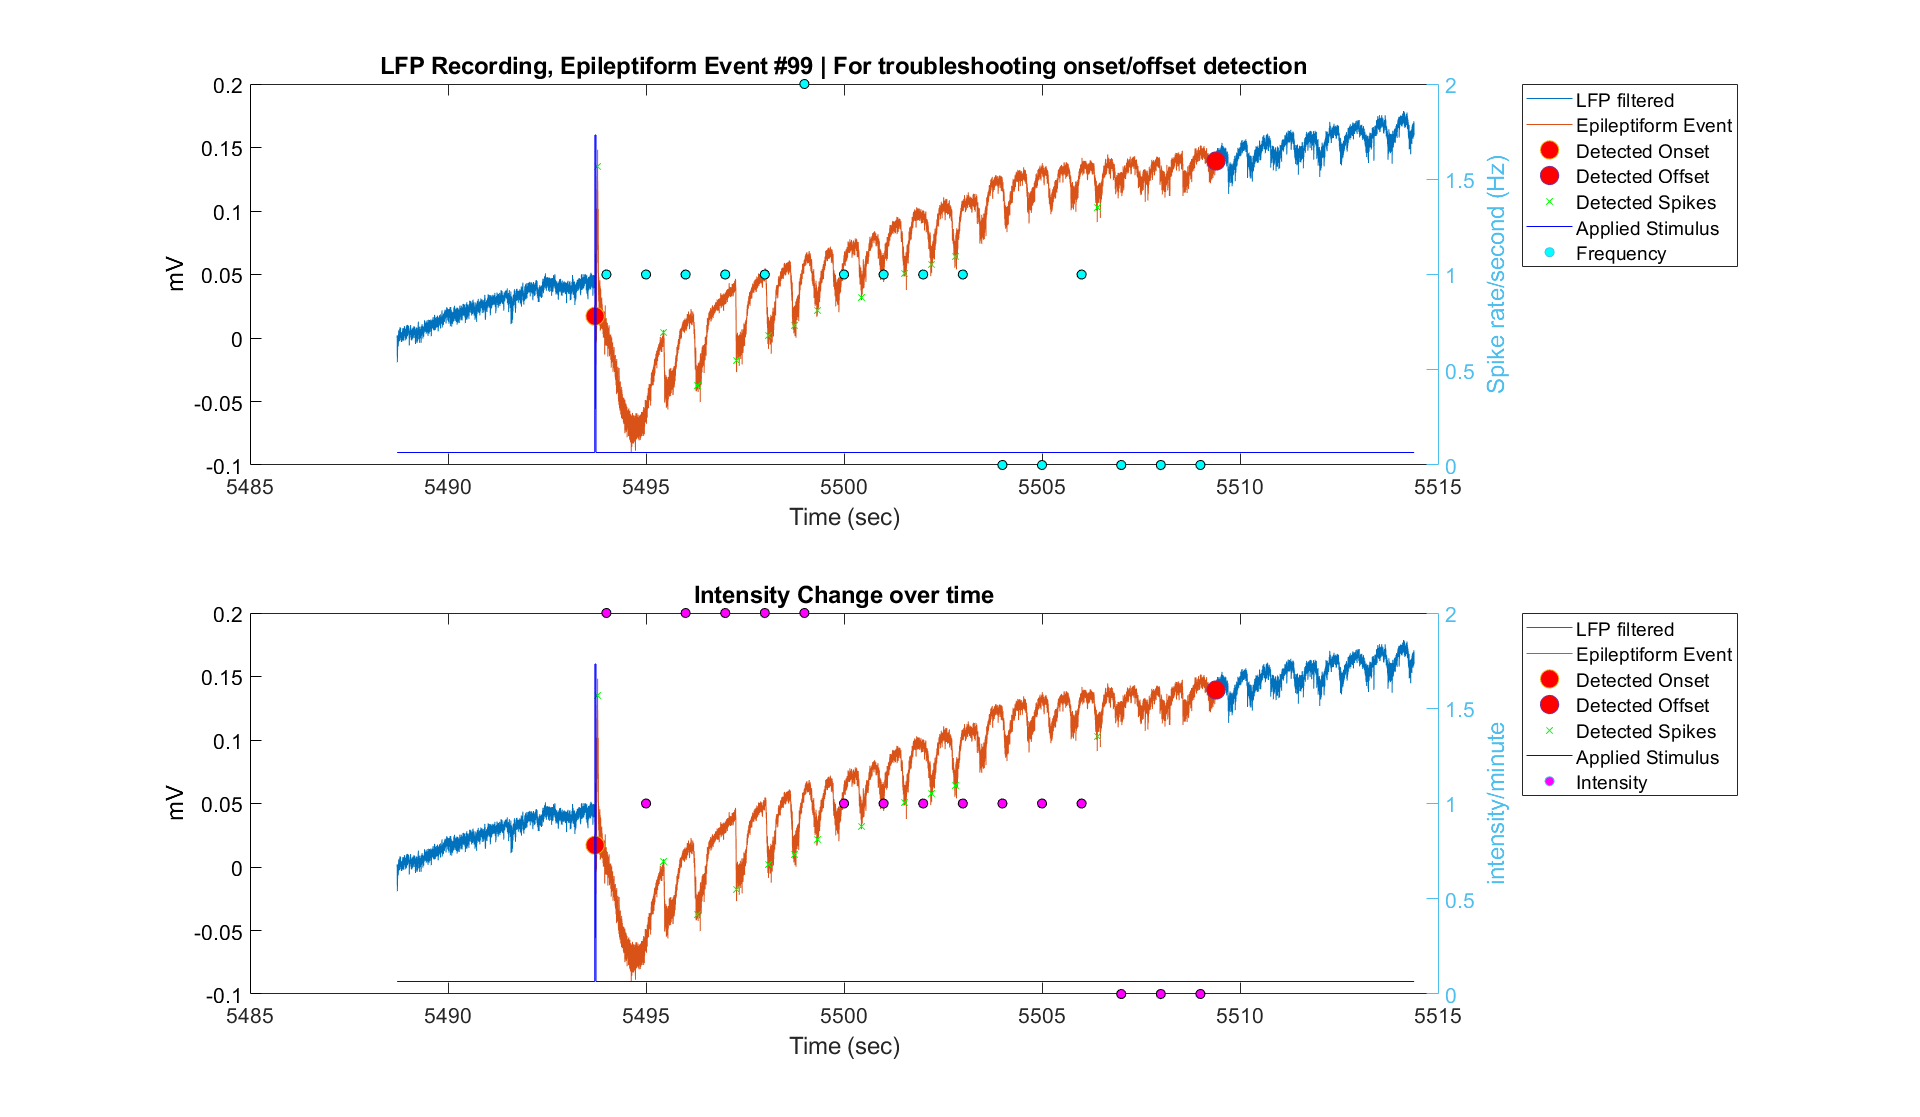 LFP Recording, Epileptiform Event #99 | For troubleshooting onset/offset detection
0.2
0.15
0.1
0.05
0
-0.05
-0.1
mV
5485 5490 5495 5500 5505 5510 5515
Time (sec)
2
1.5
1
0.5
0
Spike rate/second (Hz)
LFP filtered
Epileptiform Event
Detected Onset
Detected Offset
Detected Spikes
Applied Stimulus
Frequency
Intensity Change over time
0.2
0.15
0.1
0.05
0
-0.05
-0.1
mV
5485 5490 5495 5500 5505 5510 5515
Time (sec)
2
1.5
1
0.5
0
intensity/minute
LFP filtered
Epileptiform Event
Detected Onset
Detected Offset
Detected Spikes
Applied Stimulus
Intensity